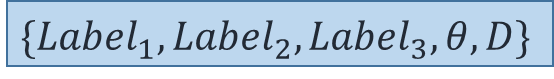 {Label₁, Label₂, Label₃, θ, D}